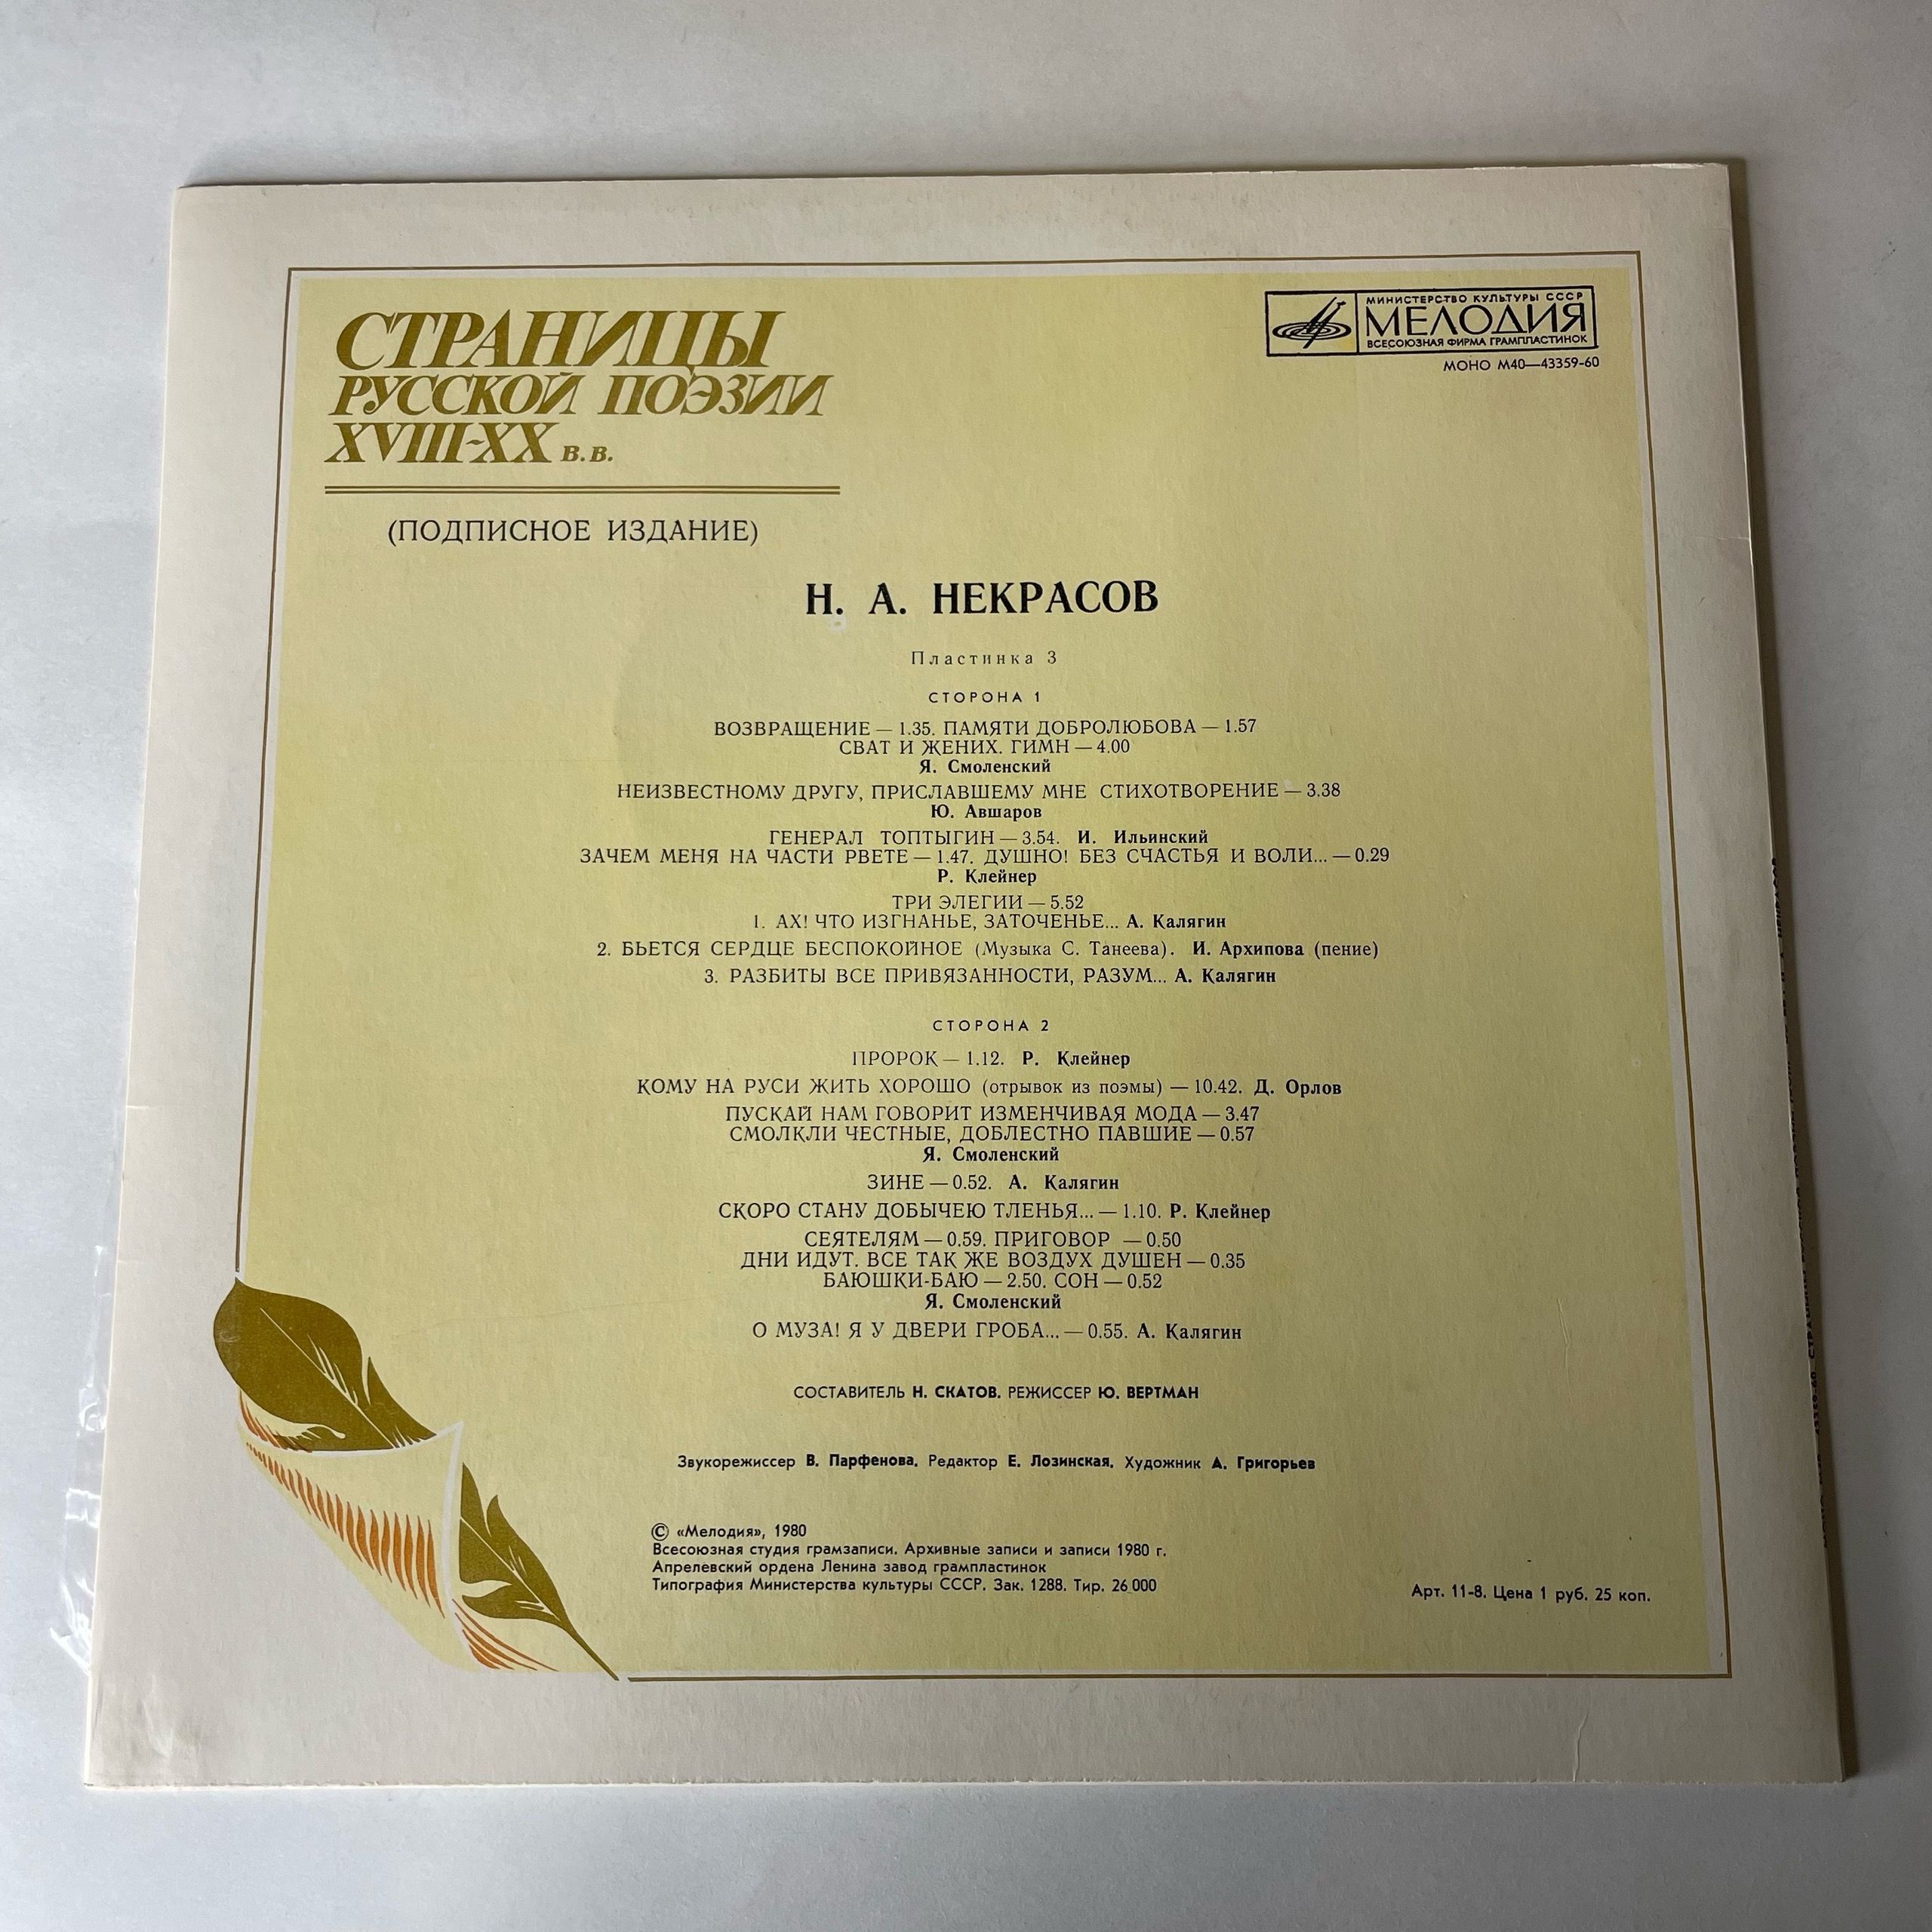 СТРАНИЦЫ
РУССКОЙ ПОЭЗИИ
XVIII-XX В.В.
(ПОДПИСНОЕ ИЗДАНИЕ)
МИНИСТЕРСТВО КУЛЬТУРЫ СССР
МЕЛОДИЯ
ВСЕСОЮЗНАЯ ФИРМА ГРАМПЛАСТИНОК
МОНО М40—43359-60
Н. А. НЕКРАСОВ
Пластинка 3
СТОРОНА 1
ВОЗВРАЩЕНИЕ — 1.35. ПАМЯТИ ДОБРОЛЮБОВА — 1.57
СВАТ И ЖЕНИХ. ГИМН — 4.00
Я. Смоленский
НЕИЗВЕСТНОМУ ДРУГУ, ПРИСЛАВШЕМУ МНЕ СТИХОТВОРЕНИЕ — 3.38
Ю. Авшаров
ГЕНЕРАЛ ТОПТЫГИН — 3.54. И. Ильинский
ЗАЧЕМ МЕНЯ НА ЧАСТИ РВЕТЕ — 1.47. ДУШНО! БЕЗ СЧАСТЬЯ И ВОЛИ... — 0.29
Р. Клейнер
ТРИ ЭЛЕГИИ — 5.52
1. АХ! ЧТО ИЗГНАНЬЕ, ЗАТОЧЕНЬЕ... А. Калягин
2. БЬЕТСЯ СЕРДЦЕ БЕСПОКОЙНОЕ (Музыка С. Танеева). И. Архипова (пение)
3. РАЗБИТЫ ВСЕ ПРИВЯЗАННОСТИ, РАЗУМ... А. Калягин
СТОРОНА 2
ПРОРОК — 1.12. Р. Клейнер
КОМУ НА РУСИ ЖИТЬ ХОРОШО (отрывок из поэмы) — 10.42. Д. Орлов
ПУСКАЙ НАМ ГОВОРИТ ИЗМЕНЧИВАЯ МОДА — 3.47
СМОЛКЛИ ЧЕСТНЫЕ, ДОБЛЕСТНО ПАВШИЕ — 0.57
Я. Смоленский
ЗИНЕ — 0.52. А. Калягин
СКОРО СТАНУ ДОБЫЧЕЮ ТЛЕНЬЯ... — 1.10. Р. Клейнер
СЕЯТЕЛЯМ — 0.59. ПРИГОВОР — 0.50
ДНИ ИДУТ. ВСЕ ТАК ЖЕ ВОЗДУХ ДУШЕН — 0.35
БАЮШКИ-БАЮ — 2.50. СОН — 0.52
Я. Смоленский
О МУЗА! Я У ДВЕРИ ГРОБА... — 0.55. А. Калягин
СОСТАВИТЕЛЬ Н. СКАТОВ. РЕЖИССЕР Ю. ВЕРТМАН
Звукорежиссер В. Парфенова. Редактор Е. Лозинская. Художник А. Григорьев
© «Мелодия», 1980
Всесоюзная студия грамзаписи. Архивные записи и записи 1980 г.
Апрелевский ордена Ленина завод грампластинок
Типография Министерства культуры СССР. Зак. 1288. Тир. 26 000
Арт. 11-8. Цена 1 руб. 25 коп.